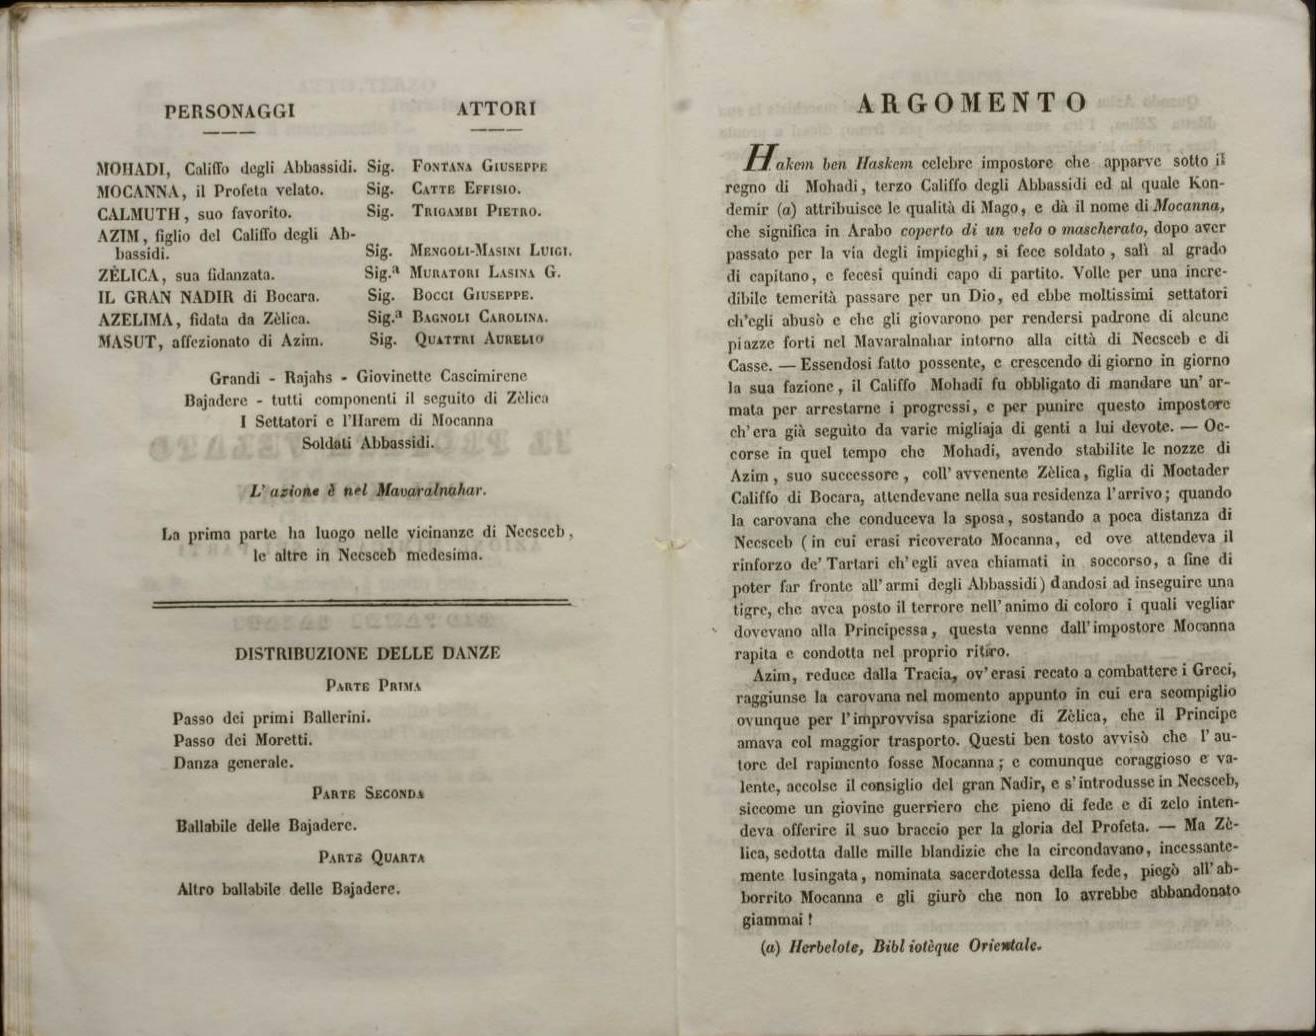 PERSONAGGI ATTORI
MOHADI, Califfo degli Abbassidi. Sig. FONTANA GIUSEPPE
MOCANNA, il Profeta velato. Sig. CATTE EFFISIO.
CALMUTH, suo favorito. Sig. TRIGAMBI PIETRO.
AZIM, figlio del Califfo degli Ab-
bassidi. Sig. MENGOLI-MASINI LUIGI.
ZÈLICA, sua fidanzata. Sig.ª MURATORI LASINA G.
IL GRAN NADIR di Bocara. Sig. BOCCI GIUSEPPE.
AZELIMA, fidata da Zèlica. Sig.ª BAGNOLI CAROLINA.
MASUT, affezionato di Azim. Sig. QUATTRI AURELIO
Grandi - Rajahs - Giovinette Cascimirene
Bajadere - tutti componenti il seguito di Zèlica
I Settatori e l'Harem di Mocanna
Soldati Abbassidi.
L'azione è nel Mavaralnahar.
La prima parte ha luogo nelle vicinanze di Necsceb,
le altre in Necsceb medesima.
DISTRIBUZIONE DELLE DANZE
PARTE PRIMA
Passo dei primi Ballerini.
Passo dei Moretti.
Danza generale.
PARTE SECONDA
Ballabile delle Bajadere.
PARTE QUARTA
Altro ballabile delle Bajadere.
ARGOMENTO
Hakem ben Haskem celebre impostore che apparve sotto il
regno di Mohadi, terzo Califfo degli Abbassidi ed al quale Kon-
demir (a) attribuisce le qualità di Mago, e dà il nome di Mocanna,
che significa in Arabo coperto di un velo o mascherato, dopo aver
passato per la via degli impieghi, si fece soldato, salì al grado
di capitano, e fecesi quindi capo di partito. Volle per una incre-
dibile temerità passare per un Dio, ed ebbe moltissimi settatori
ch'egli abusò e che gli giovarono per rendersi padrone di alcune
piazze forti nel Mavaralnahar intorno alla città di Necsceb e di
Casse. — Essendosi fatto possente, e crescendo di giorno in giorno
la sua fazione, il Califfo Mohadi fu obbligato di mandare un' ar-
mata per arrestarne i progressi, e per punire questo impostore
ch'era già seguito da varie migliaja di genti a lui devote. — Oc-
corse in quel tempo che Mohadi, avendo stabilite le nozze di
Azim, suo successore, coll'avvenente Zèlica, figlia di Moctader
Califfo di Bocara, attendevane nella sua residenza l'arrivo; quando
la carovana che conduceva la sposa, sostando a poca distanza di
Necsceb (in cui erasi ricoverato Mocanna, ed ove attendeva il
rinforzo de' Tartari ch'egli avea chiamati in soccorso, a fine di
poter far fronte all'armi degli Abbassidi) dandosi ad inseguire una
tigre, che avea posto il terrore nell'animo di coloro i quali vegliar
dovevano alla Principessa, questa venne dall'impostore Mocanna
rapita e condotta nel proprio ritiro.
Azim, reduce dalla Tracia, ov'erasi recato a combattere i Greci,
raggiunse la carovana nel momento appunto in cui era scompiglio
ovunque per l'improvvisa sparizione di Zèlica, che il Principe
amava col maggior trasporto. Questi ben tosto avvisò che l' au-
tore del rapimento fosse Mocanna; e comunque coraggioso e va-
lente, accolse il consiglio del gran Nadir, e s'introdusse in Necsceb,
siccome un giovine guerriero che pieno di fede e di zelo inten-
deva offerire il suo braccio per la gloria del Profeta. — Ma Zè-
lica, sedotta dalle mille blandizie che la circondavano, incessante-
mente lusingata, nominata sacerdotessa della fede, piegò all'ab-
borrito Mocanna e gli giurò che non lo avrebbe abbandonato
giammai!
(a) Herbelote, Bibl iotèque Orientale.